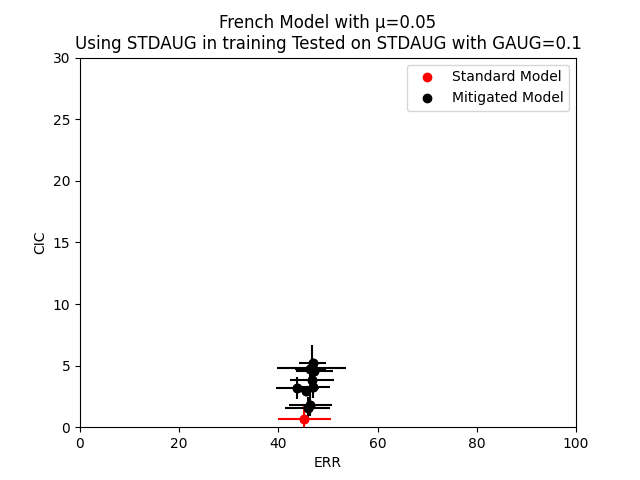 French Model with μ=0.05
Using STDAUG in training Tested on STDAUG with GAUG=0.1
Standard Model
Mitigated Model
30
25
20
15
10
5
0
CIC
0 20 40 60 80 100
ERR